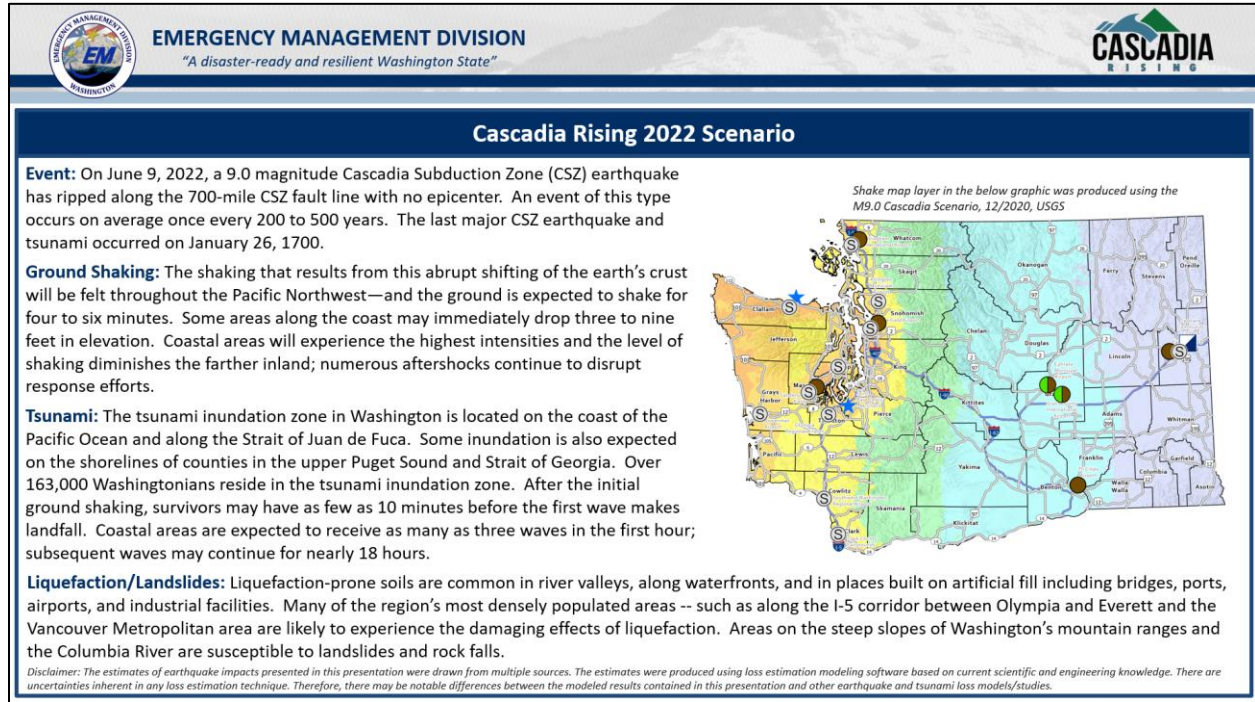 EMERGENCY MANAGEMENT DIVISION
"A disaster-ready and resilient Washington State"
EMERGENCY MANAGEMENT DIVISION
EM
WASHINGTON
CASCADIA
RISING
Cascadia Rising 2022 Scenario
Event: On June 9, 2022, a 9.0 magnitude Cascadia Subduction Zone (CSZ) earthquake
has ripped along the 700-mile CSZ fault line with no epicenter. An event of this type
occurs on average once every 200 to 500 years. The last major CSZ earthquake and
tsunami occurred on January 26, 1700.
Ground Shaking: The shaking that results from this abrupt shifting of the earth's crust
will be felt throughout the Pacific Northwest—and the ground is expected to shake for
four to six minutes. Some areas along the coast may immediately drop three to nine
feet in elevation. Coastal areas will experience the highest intensities and the level of
shaking diminishes the farther inland; numerous aftershocks continue to disrupt
response efforts.
Tsunami: The tsunami inundation zone in Washington is located on the coast of the
Pacific Ocean and along the Strait of Juan de Fuca. Some inundation is also expected
on the shorelines of counties in the upper Puget Sound and Strait of Georgia. Over
163,000 Washingtonians reside in the tsunami inundation zone. After the initial
ground shaking, survivors may have as few as 10 minutes before the first wave makes
landfall. Coastal areas are expected to receive as many as three waves in the first hour;
subsequent waves may continue for nearly 18 hours.
Shake map layer in the below graphic was produced using the
M9.0 Cascadia Scenario, 12/2020, USGS
Whatcom
Okanogan
Ferry
Stevens
Pend
Oreille
Skagit
Clallam
Snohomish
Chelan
Jefferson
Douglas
Lincoln
King
Grays
Harbor
Kittitas
Adams
Whitman
Pierce
Pacific
Lewis
Yakima
Franklin
Garfield
Columbia
Cowlitz
Benton
Walla
Walla
Asotin
Skamania
Klickitat
Clark
Liquefaction/Landslides: Liquefaction-prone soils are common in river valleys, along waterfronts, and in places built on artificial fill including bridges, ports,
airports, and industrial facilities. Many of the region's most densely populated areas -- such as along the I-5 corridor between Olympia and Everett and the
Vancouver Metropolitan area are likely to experience the damaging effects of liquefaction. Areas on the steep slopes of Washington's mountain ranges and
the Columbia River are susceptible to landslides and rock falls.
Disclaimer: The estimates of earthquake impacts presented in this presentation were drawn from multiple sources. The estimates were produced using loss estimation modeling software based on current scientific and engineering knowledge. There are
uncertainties inherent in any loss estimation technique. Therefore, there may be notable differences between the modeled results contained in this presentation and other earthquake and tsunami loss models/studies.